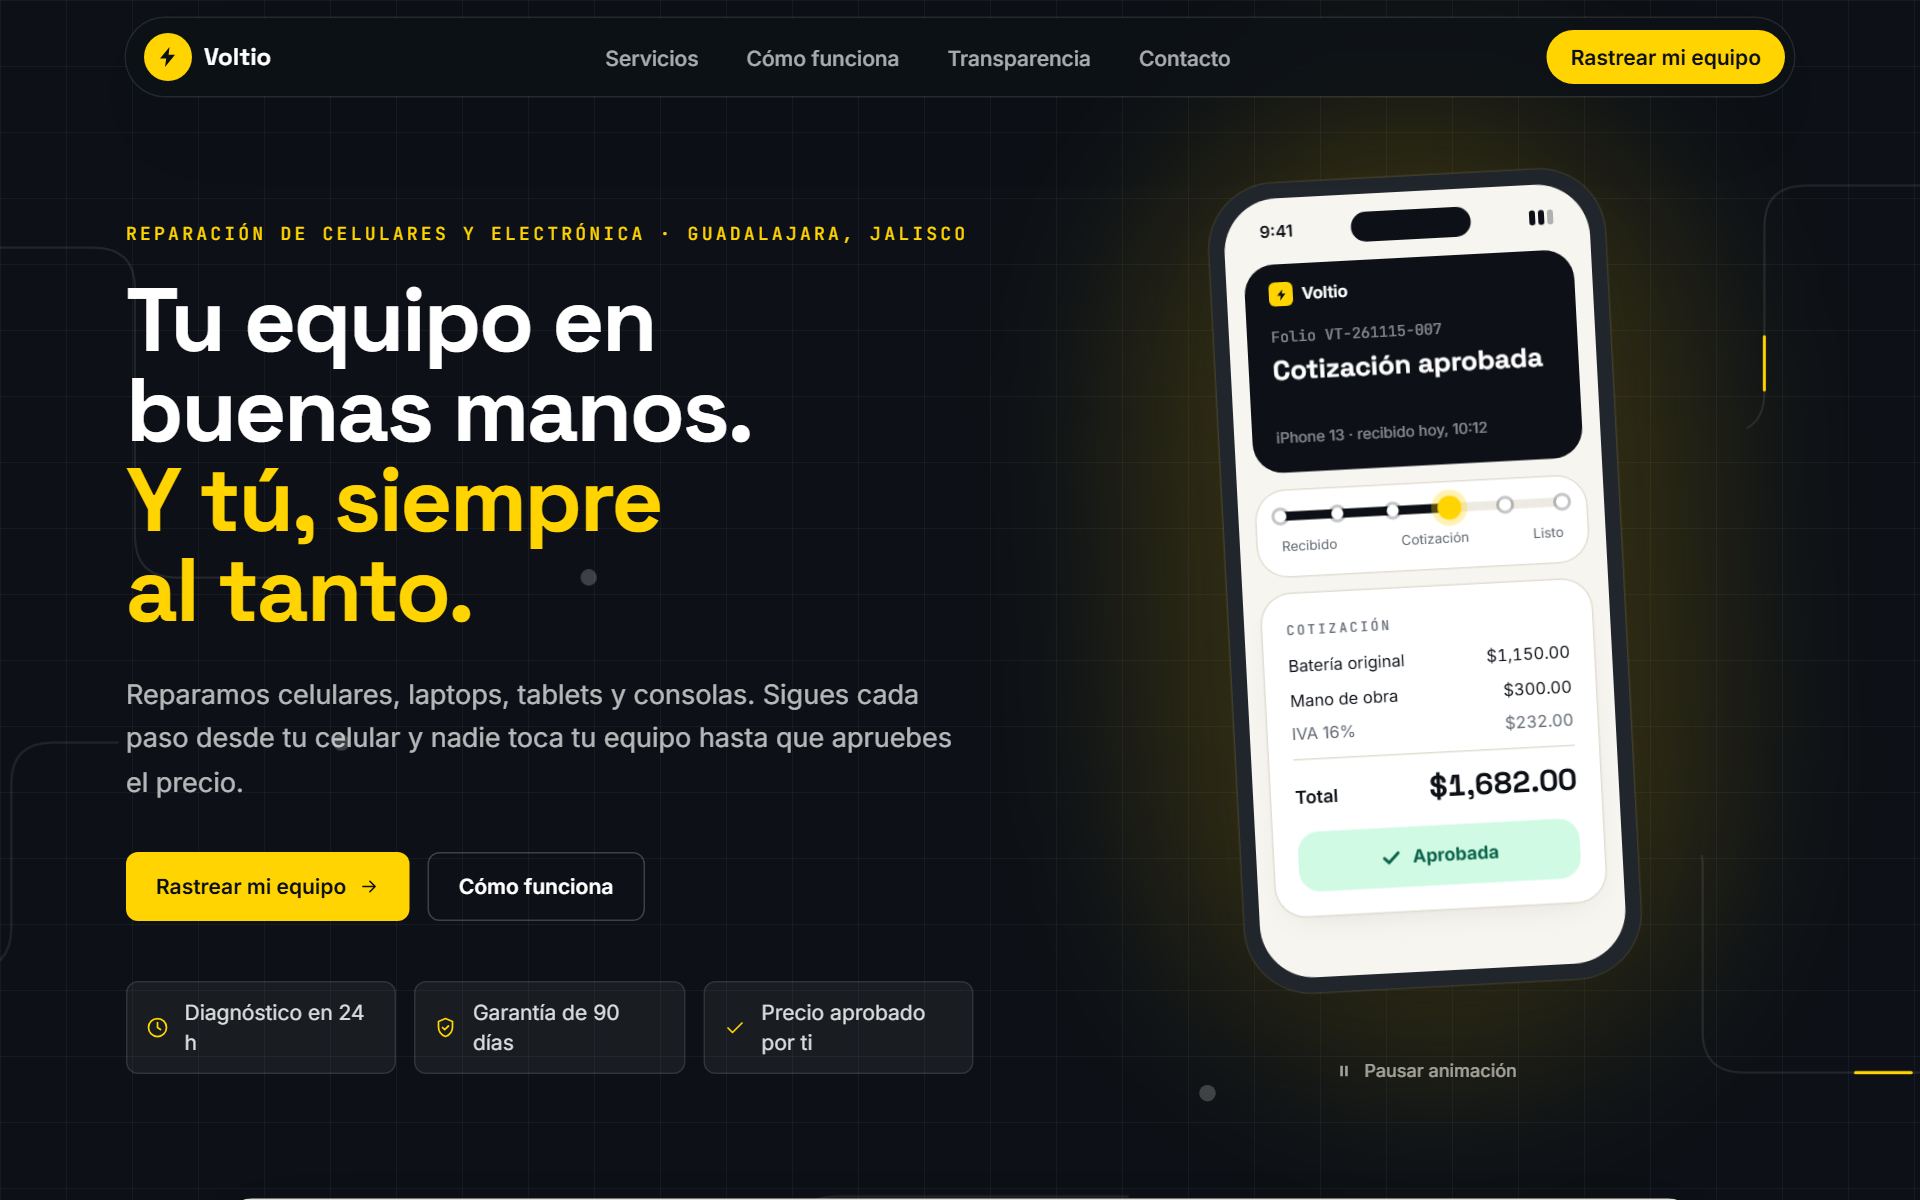 Voltio
Servicios
Cómo funciona
Transparencia
Contacto
Rastrear mi equipo
REPARACIÓN DE CELULARES Y ELECTRÓNICA · GUADALAJARA, JALISCO
Tu equipo en
buenas manos.
Y tú, siempre
al tanto.
Reparamos celulares, laptops, tablets y consolas. Sigues cada
paso desde tu celular y nadie toca tu equipo hasta que apruebes
el precio.
Rastrear mi equipo →
Cómo funciona
Diagnóstico en 24
h
Garantía de 90
días
Precio aprobado
por ti
9:41
Voltio
Folio VT-261115-007
Cotización aprobada
iPhone 13 · recibido hoy, 10:12
Recibido
Cotización
Listo
COTIZACIÓN
Batería original $1,150.00
Mano de obra $300.00
IVA 16% $232.00
Total $1,682.00
Aprobada
Pausar animación